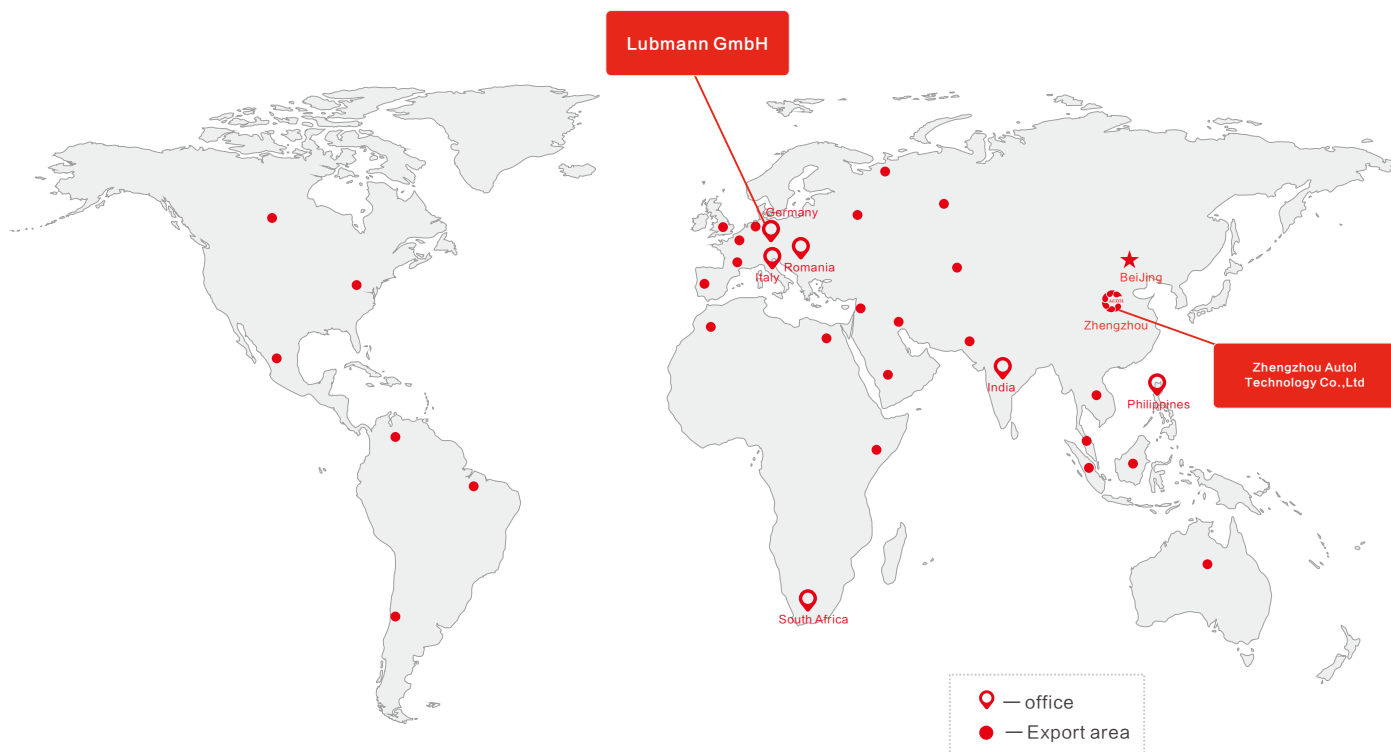 Lubmann GmbH
Germany
Romania
Italy
BeiJing
Zhengzhou
Zhengzhou Autol
Technology Co.,Ltd
India
Philippines
South Africa
— office
— Export area